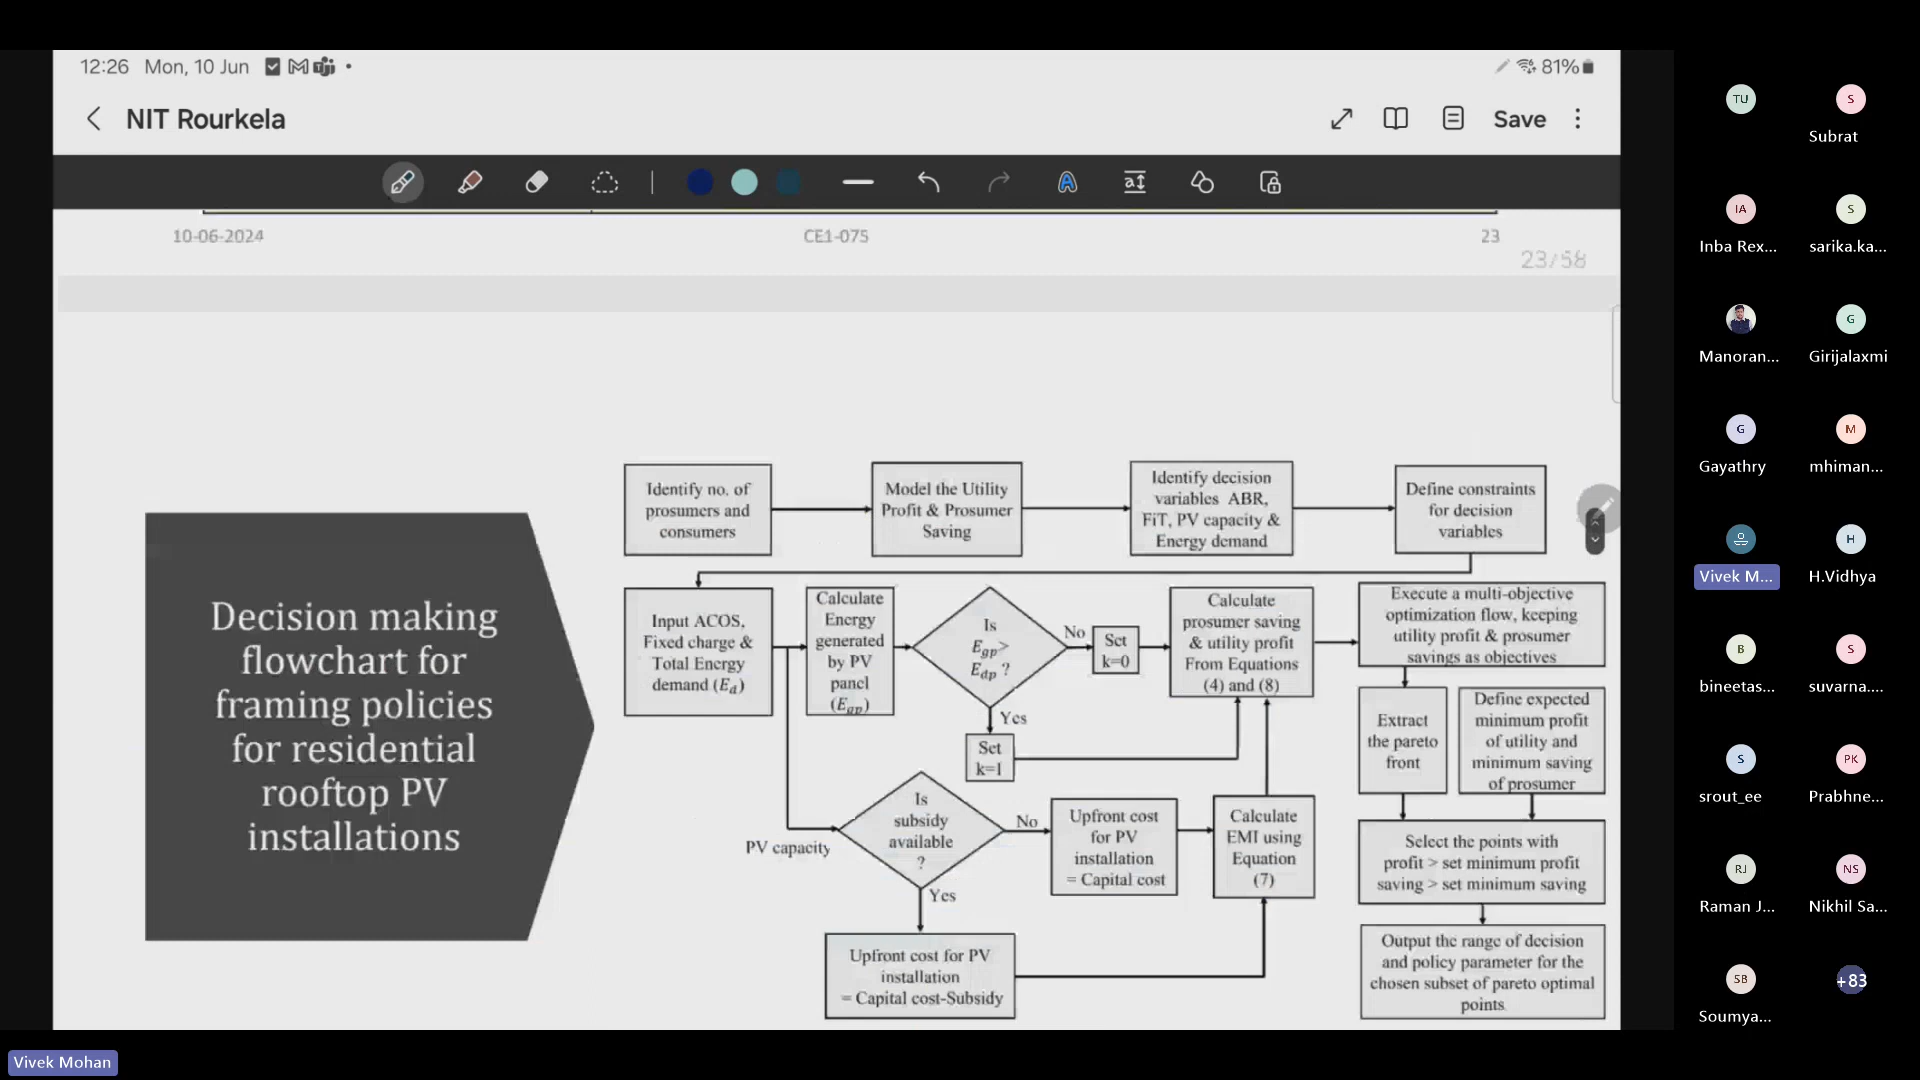 12:26 Mon, 10 Jun
81%
NIT Rourkela
Save
10-06-2024
CE1-075
23
23/58
Decision making
flowchart for
framing policies
for residential
rooftop PV
installations
Identify no. of
prosumers and
consumers
Model the Utility
Profit & Prosumer
Saving
Identify decision
variables ABR,
FiT, PV capacity &
Energy demand
Define constraints
for decision
variables
Input ACOS,
Fixed charge &
Total Energy
demand (E_d)
Calculate
Energy
generated
by PV
panel
(E_gp)
Is
E_gp>
E_dp ?
No
Set
k=0
Yes
Set
k=1
Calculate
prosumer saving
& utility profit
From Equations
(4) and (8)
Execute a multi-objective
optimization flow, keeping
utility profit & prosumer
savings as objectives
Extract
the pareto
front
Define expected
minimum profit
of utility and
minimum saving
of prosumer
PV capacity
Is
subsidy
available
?
No
Upfront cost
for PV
installation
= Capital cost
Calculate
EMI using
Equation
(7)
Yes
Upfront cost for PV
installation
= Capital cost-Subsidy
Select the points with
profit > set minimum profit
saving > set minimum saving
Output the range of decision
and policy parameter for the
chosen subset of pareto optimal
points
TU
S
Subrat
IA
Inba Rex...
S
sarika.ka...
Manoran...
G
Girijalaxmi
G
Gayathry
M
mhiman...
Vivek M...
H
H.Vidhya
B
bineetas...
S
suvarna....
S
srout_ee
PK
Prabhne...
RJ
Raman J...
NS
Nikhil Sa...
SB
Soumya...
+83
Vivek Mohan